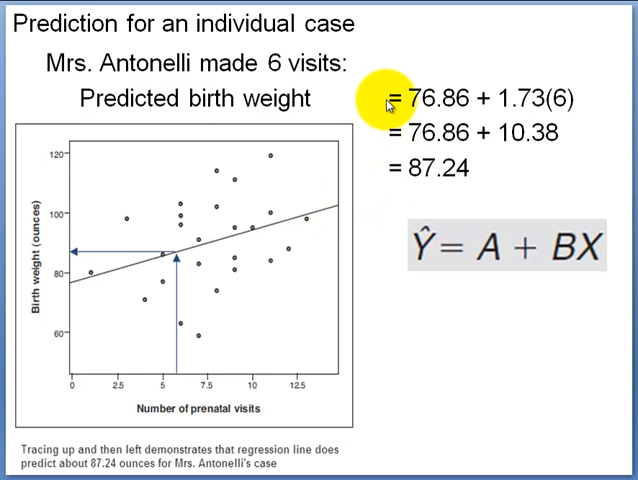 Prediction for an individual case
Mrs. Antonelli made 6 visits:
Predicted birth weight = 76.86 + 1.73(6)
= 76.86 + 10.38
= 87.24
Ŷ = A + BX
Birth weight (ounces)
120
100
80
60
0 2.5 5 7.5 10 12.5
Number of prenatal visits
Tracing up and then left demonstrates that regression line does
predict about 87.24 ounces for Mrs. Antonelli's case